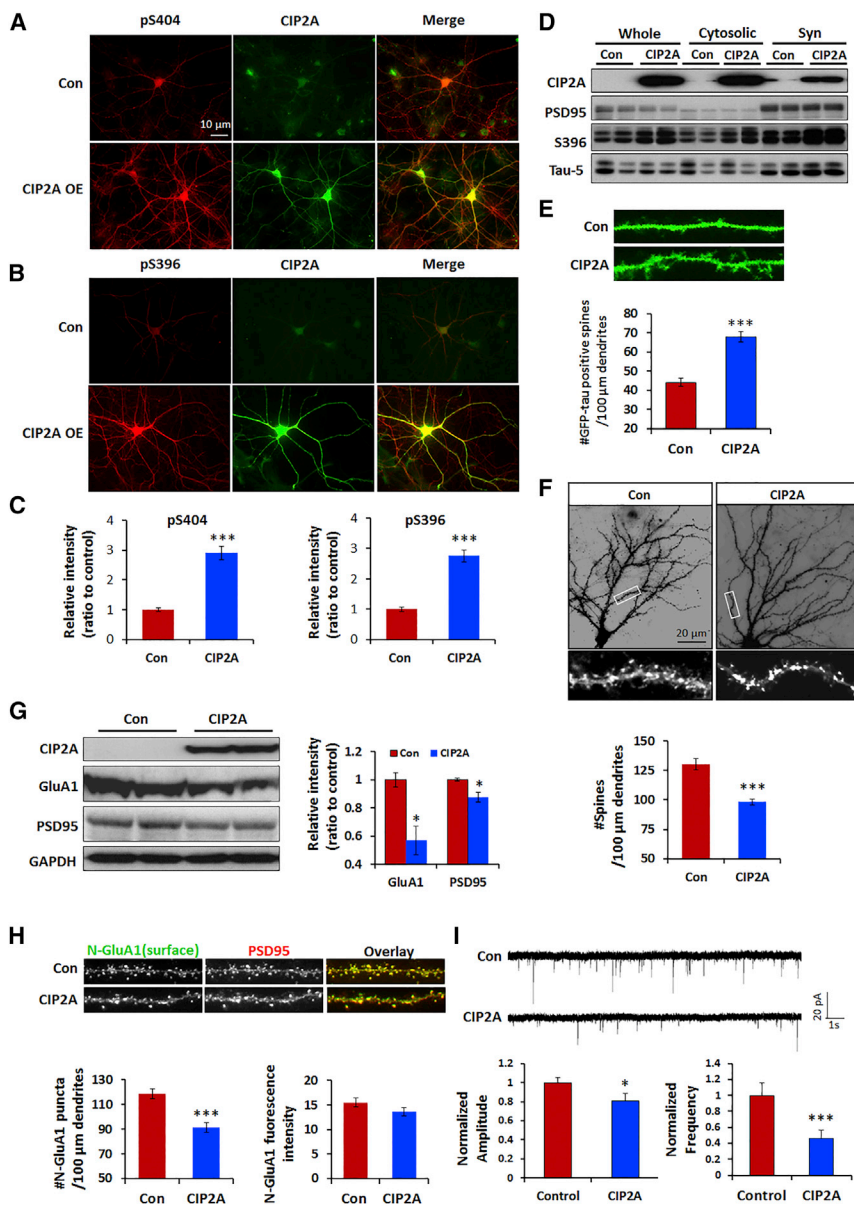 A
pS404 CIP2A Merge
Con
10 μm
CIP2A OE
B
pS396 CIP2A Merge
Con
CIP2A OE
C
pS404
Relative intensity
(ratio to control)
4
3
2
1
0
***
Con CIP2A
pS396
Relative intensity
(ratio to control)
4
3
2
1
0
***
Con CIP2A
D
Whole Cytosolic Syn
Con CIP2A Con CIP2A Con CIP2A
CIP2A
PSD95
S396
Tau-5
E
Con
CIP2A
#GFP-tau positive spines
/100 μm dendrites
80
70
60
50
40
30
20
***
Con CIP2A
F
Con CIP2A
20 μm
#Spines
/100 μm dendrites
150
125
100
75
50
***
Con CIP2A
G
Con CIP2A
CIP2A
GluA1
PSD95
GAPDH
Relative intensity
(ratio to control)
1.2
1
0.8
0.6
0.4
Con CIP2A
*
*
GluA1 PSD95
H
N-GluA1(surface) PSD95 Overlay
Con
CIP2A
#N-GluA1 puncta
/100 μm dendrites
130
110
90
70
50
***
Con CIP2A
N-GluA1 fuorescence
intensity
20
15
10
5
0
Con CIP2A
I
Con
CIP2A
20 pA
1s
Normalized
Amplitude
1.2
1
0.8
0.6
0.4
0.2
0
*
Control CIP2A
Normalized
Frequency
1.4
1.2
1
0.8
0.6
0.4
0.2
0
***
Control CIP2A